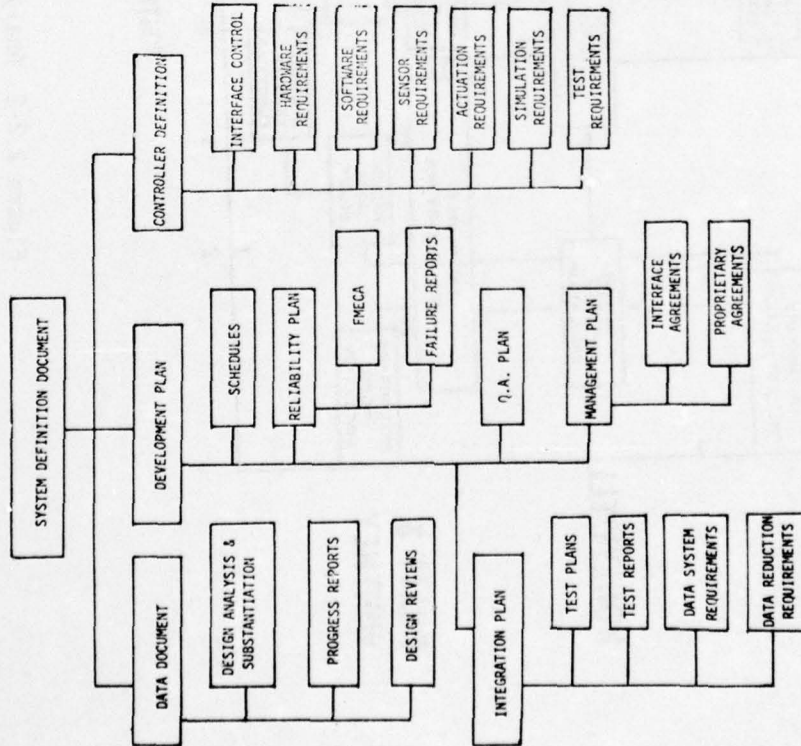 SYSTEM DEFINITION DOCUMENT
DATA DOCUMENT
DESIGN ANALYSIS &
SUBSTANTIATION
PROGRESS REPORTS
DESIGN REVIEWS
DEVELOPMENT PLAN
SCHEDULES
RELIABILITY PLAN
FMECA
FAILURE REPORTS
Q.A. PLAN
MANAGEMENT PLAN
INTERFACE
AGREEMENTS
PROPRIETARY
AGREEMENTS
INTEGRATION PLAN
TEST PLANS
TEST REPORTS
DATA SYSTEM
REQUIREMENTS
DATA REDUCTION
REQUIREMENTS
CONTROLLER DEFINITION
INTERFACE CONTROL
HARDWARE
REQUIREMENTS
SOFTWARE
REQUIREMENTS
SENSOR
REQUIREMENTS
ACTUATION
REQUIREMENTS
SIMULATION
REQUIREMENTS
TEST
REQUIREMENTS